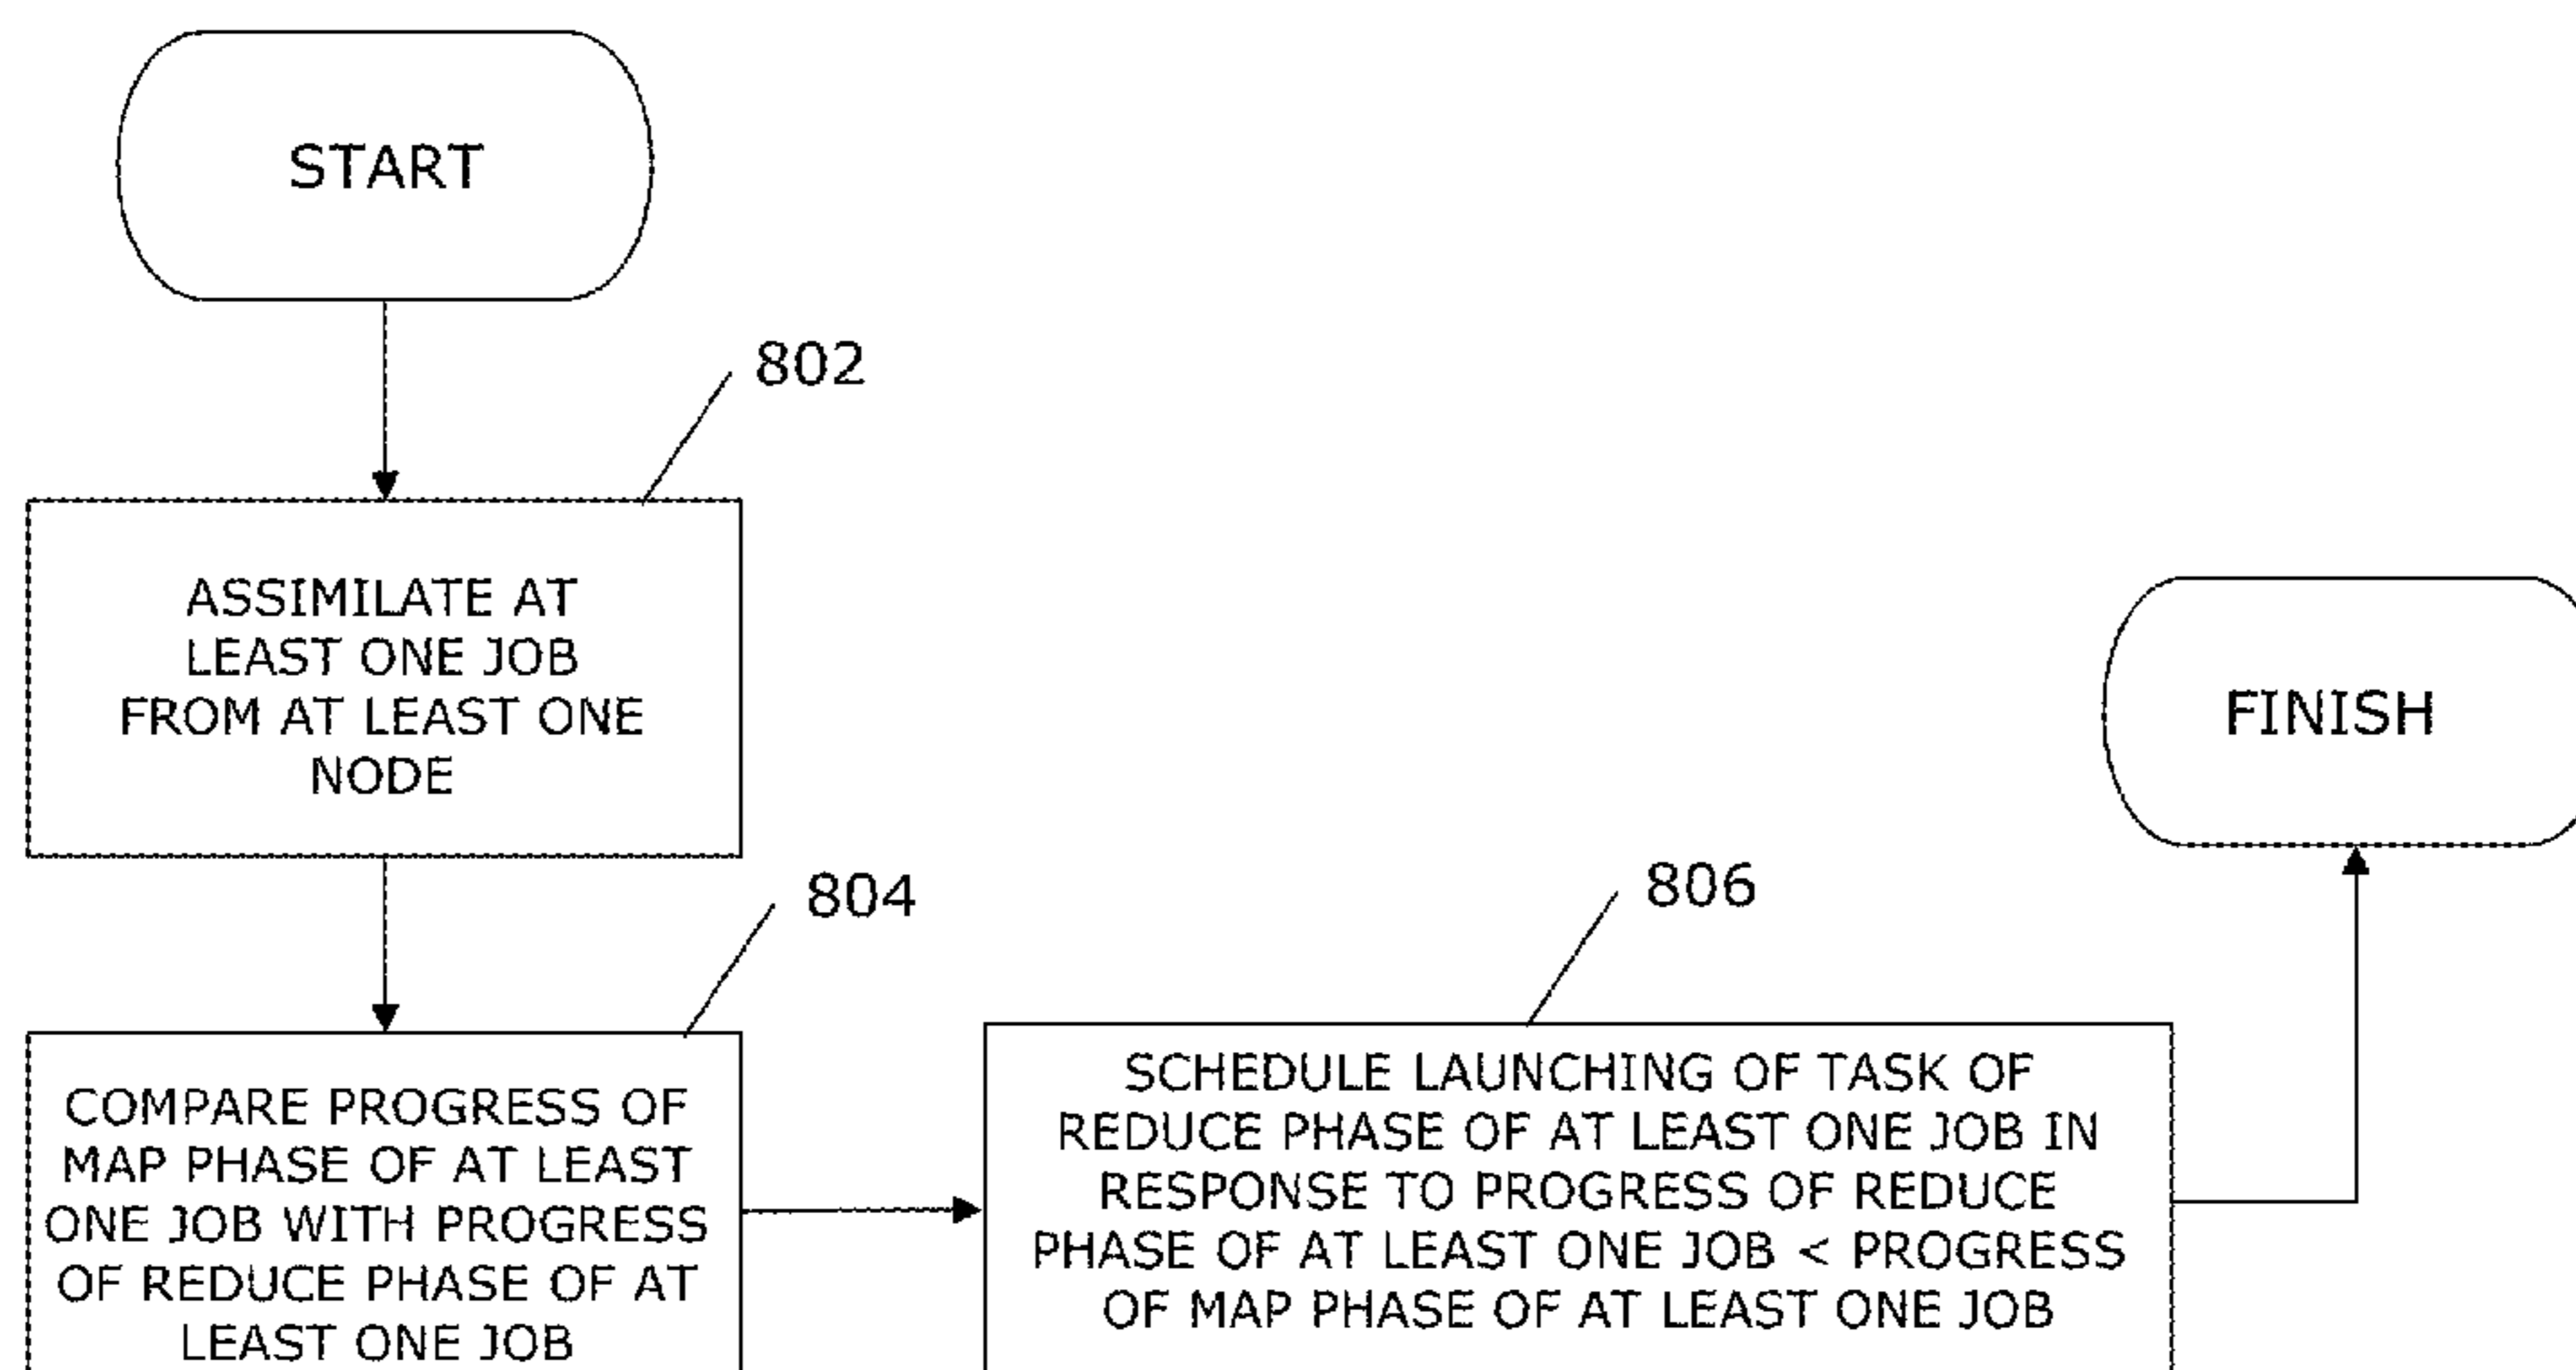 START
802
ASSIMILATE AT
LEAST ONE JOB
FROM AT LEAST ONE
NODE
FINISH
804
COMPARE PROGRESS OF
MAP PHASE OF AT LEAST
ONE JOB WITH PROGRESS
OF REDUCE PHASE OF AT
LEAST ONE JOB
806
SCHEDULE LAUNCHING OF TASK OF
REDUCE PHASE OF AT LEAST ONE JOB IN
RESPONSE TO PROGRESS OF REDUCE
PHASE OF AT LEAST ONE JOB < PROGRESS
OF MAP PHASE OF AT LEAST ONE JOB